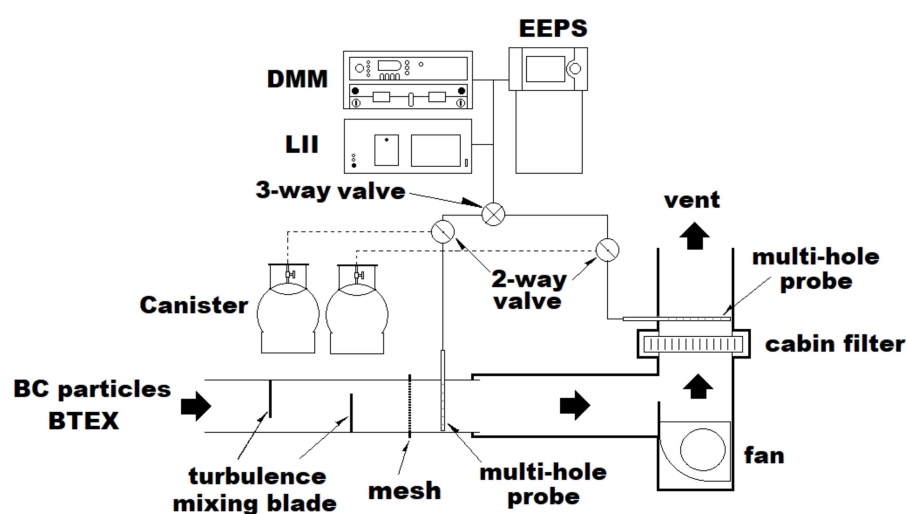 EEPS
DMM
LII
3-way valve
vent
multi-hole
probe
2-way
valve
Canister
cabin filter
BC particles
BTEX
fan
turbulence
mixing blade
mesh
multi-hole
probe